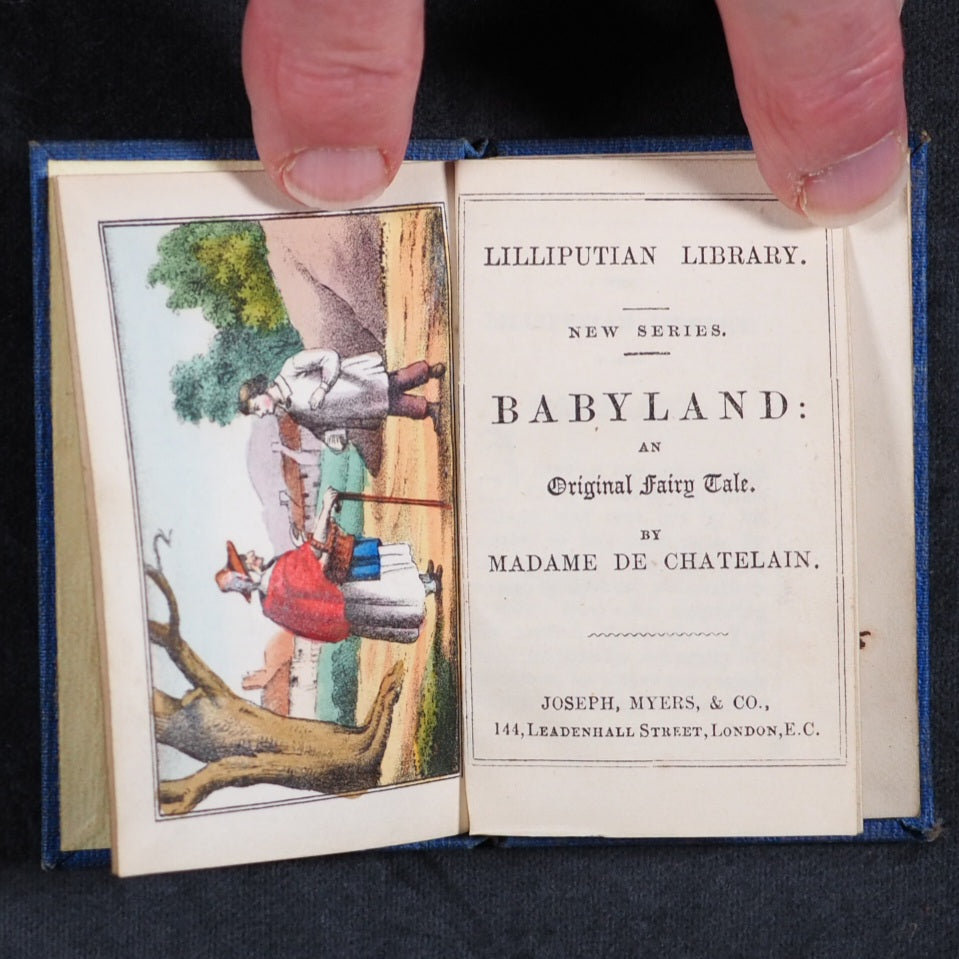 LILLIPUTIAN LIBRARY.
NEW SERIES.
BABYLAND:
AN
Original Fairy Tale.
BY
MADAME DE CHATELAIN.
JOSEPH, MYERS, & CO.,
144, LEADENHALL STREET, LONDON, E.C.